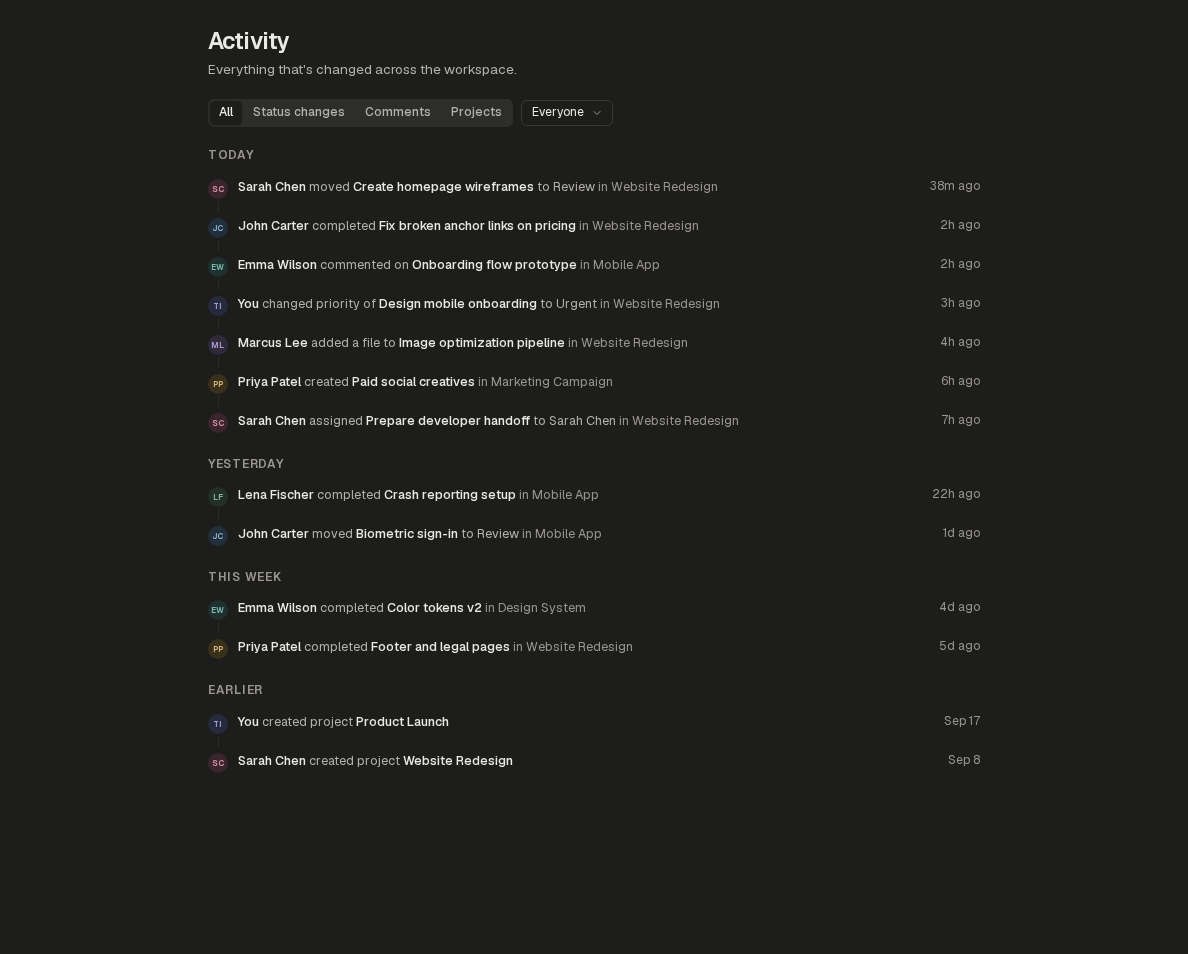 Activity
Everything that's changed across the workspace.
All Status changes Comments Projects Everyone
TODAY
SC Sarah Chen moved Create homepage wireframes to Review in Website Redesign 38m ago
JC John Carter completed Fix broken anchor links on pricing in Website Redesign 2h ago
EW Emma Wilson commented on Onboarding flow prototype in Mobile App 2h ago
TI You changed priority of Design mobile onboarding to Urgent in Website Redesign 3h ago
ML Marcus Lee added a file to Image optimization pipeline in Website Redesign 4h ago
PP Priya Patel created Paid social creatives in Marketing Campaign 6h ago
SC Sarah Chen assigned Prepare developer handoff to Sarah Chen in Website Redesign 7h ago
YESTERDAY
LF Lena Fischer completed Crash reporting setup in Mobile App 22h ago
JC John Carter moved Biometric sign-in to Review in Mobile App 1d ago
THIS WEEK
EW Emma Wilson completed Color tokens v2 in Design System 4d ago
PP Priya Patel completed Footer and legal pages in Website Redesign 5d ago
EARLIER
TI You created project Product Launch Sep 17
SC Sarah Chen created project Website Redesign Sep 8